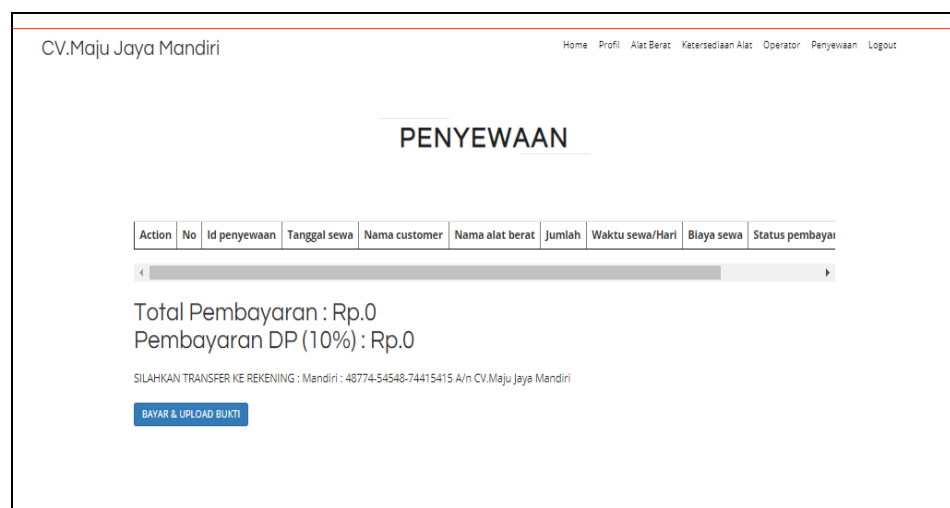 CV.Maju Jaya Mandiri
Home Profil Alat Berat Ketersediaan Alat Operator Penyewaan Logout
PENYEWAAN
Action No Id penyewaan Tanggal sewa Nama customer Nama alat berat Jumlah Waktu sewa/Hari Biaya sewa Status pembayar
Total Pembayaran : Rp.0
Pembayaran DP (10%) : Rp.0
SILAHKAN TRANSFER KE REKENING : Mandiri : 48774-54548-74415415 A/n CV.Maju Jaya Mandiri
BAYAR & UPLOAD BUKTI